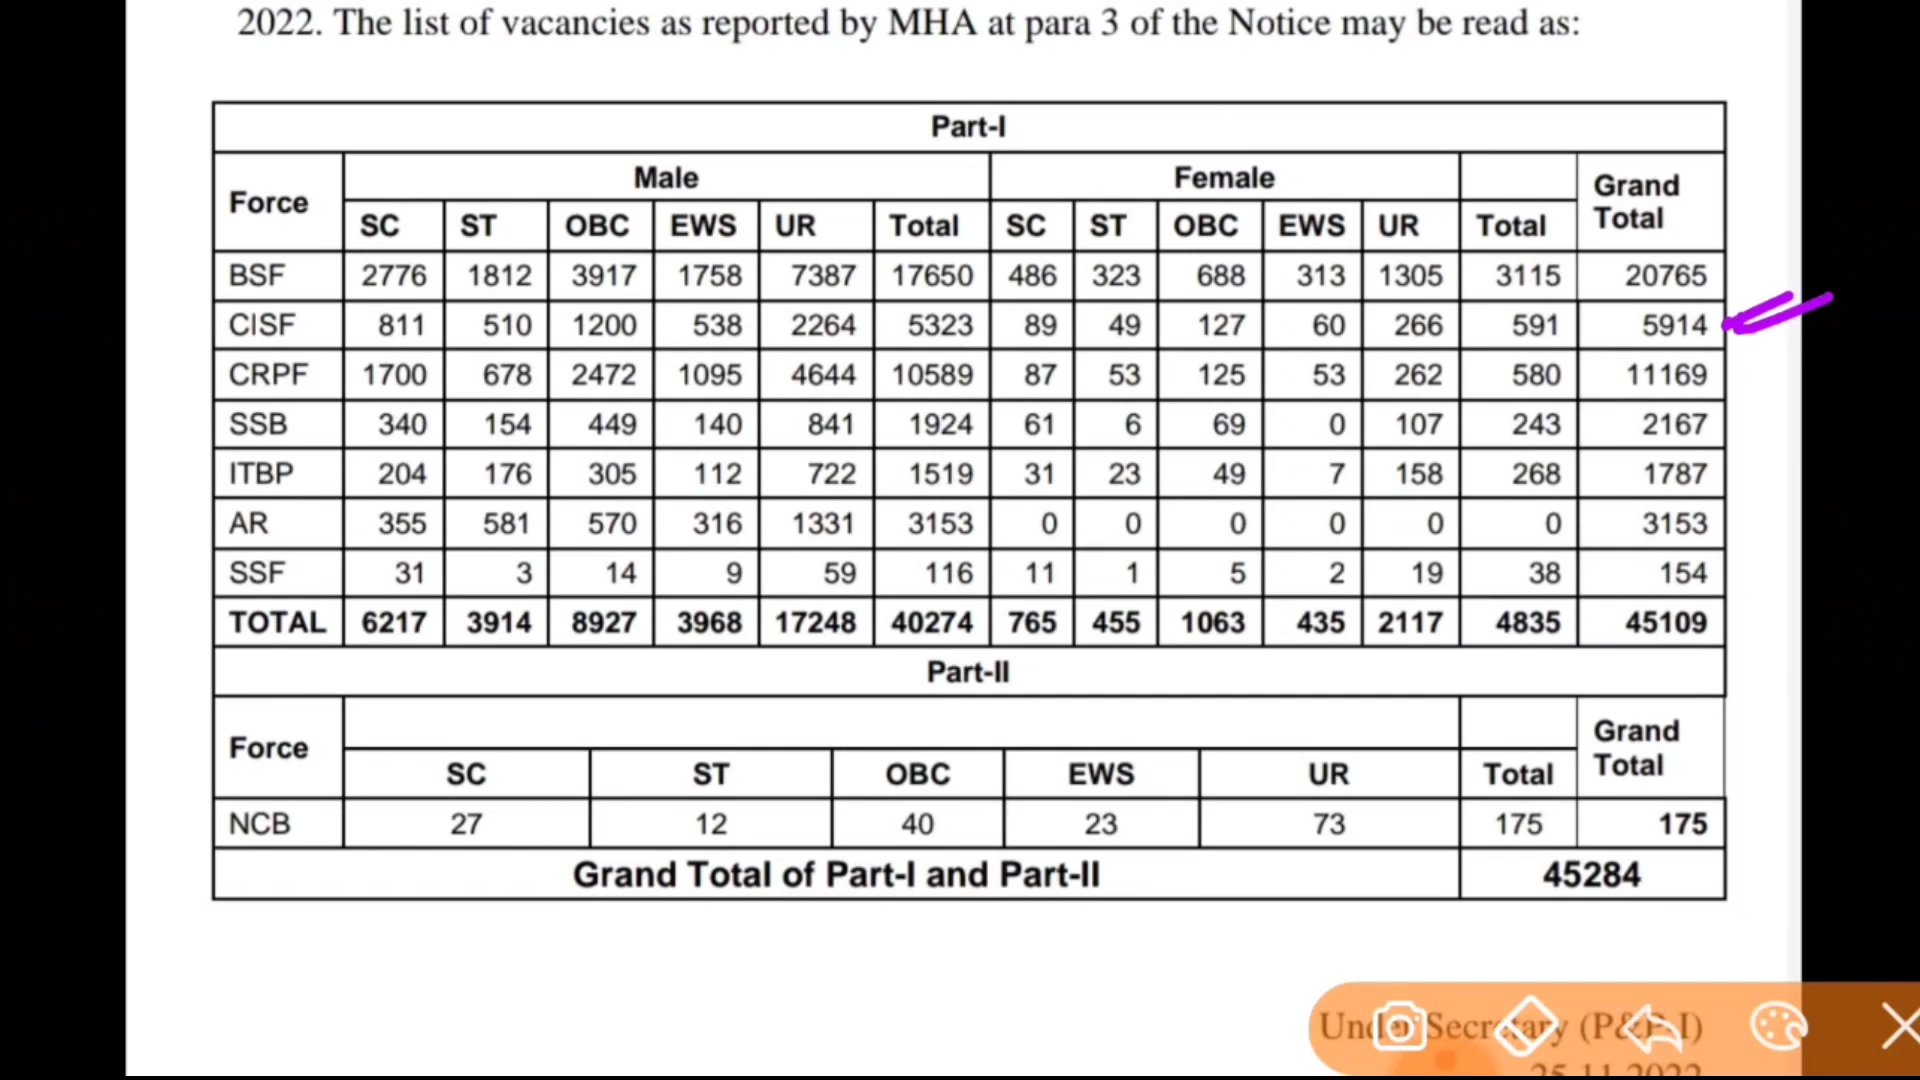 2022. The list of vacancies as reported by MHA at para 3 of the Notice may be read as:
Part-I
Force Male Female Grand Total
SC ST OBC EWS UR Total SC ST OBC EWS UR Total
BSF 2776 1812 3917 1758 7387 17650 486 323 688 313 1305 3115 20765
CISF 811 510 1200 538 2264 5323 89 49 127 60 266 591 5914
CRPF 1700 678 2472 1095 4644 10589 87 53 125 53 262 580 11169
SSB 340 154 449 140 841 1924 61 6 69 0 107 243 2167
ITBP 204 176 305 112 722 1519 31 23 49 7 158 268 1787
AR 355 581 570 316 1331 3153 0 0 0 0 0 0 3153
SSF 31 3 14 9 59 116 11 1 5 2 19 38 154
TOTAL 6217 3914 8927 3968 17248 40274 765 455 1063 435 2117 4835 45109
Part-II
Force Grand Total
SC ST OBC EWS UR Total
NCB 27 12 40 23 73 175 175
Grand Total of Part-I and Part-II 45284
Under Secretary (P&P-I)
25.11.2022